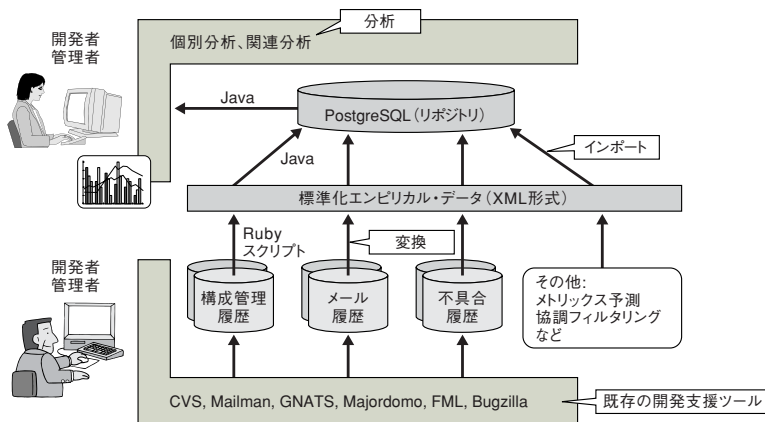 開発者
管理者
分析
個別分析、関連分析
Java
PostgreSQL（リポジトリ）
Java
インポート
標準化エンピリカル・データ（XML形式）
Ruby
スクリプト
変換
開発者
管理者
構成管理
履歴
メール
履歴
不具合
履歴
その他：
メトリックス予測
協調フィルタリング
など
CVS, Mailman, GNATS, Majordomo, FML, Bugzilla
既存の開発支援ツール